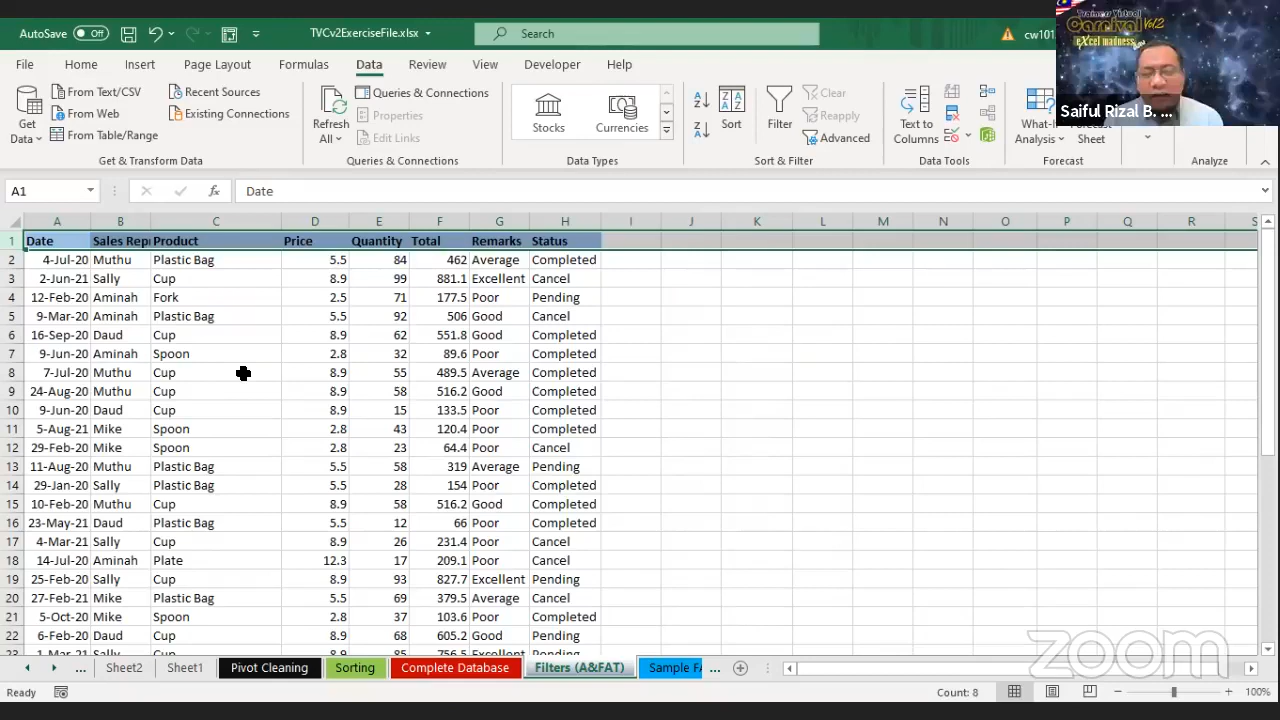 AutoSave Off TVCv2ExerciseFile.xlsx Search cw101
Trainers Virtual
Carnival Vol2
eXcel madness
Saiful Rizal B. ...
File Home Insert Page Layout Formulas Data Review View Developer Help
From Text/CSV Recent Sources Queries & Connections Clear
From Web Existing Connections Properties Reapply
From Table/Range Edit Links Advanced
Get Data Refresh All Stocks Currencies Sort Filter Text to Columns What-If Analysis Forecast Sheet
Get & Transform Data Queries & Connections Data Types Sort & Filter Data Tools Forecast Analyze
A1 fx Date
A B C D E F G H I J K L M N O P Q R S
1 Date Sales Repr Product Price Quantity Total Remarks Status
2 4-Jul-20 Muthu Plastic Bag 5.5 84 462 Average Completed
3 2-Jun-21 Sally Cup 8.9 99 881.1 Excellent Cancel
4 12-Feb-20 Aminah Fork 2.5 71 177.5 Poor Pending
5 9-Mar-20 Aminah Plastic Bag 5.5 92 506 Good Cancel
6 16-Sep-20 Daud Cup 8.9 62 551.8 Good Completed
7 9-Jun-20 Aminah Spoon 2.8 32 89.6 Poor Completed
8 7-Jul-20 Muthu Cup 8.9 55 489.5 Average Completed
9 24-Aug-20 Muthu Cup 8.9 58 516.2 Good Completed
10 9-Jun-20 Daud Cup 8.9 15 133.5 Poor Completed
11 5-Aug-21 Mike Spoon 2.8 43 120.4 Poor Completed
12 29-Feb-20 Mike Spoon 2.8 23 64.4 Poor Cancel
13 11-Aug-20 Muthu Plastic Bag 5.5 58 319 Average Pending
14 29-Jan-20 Sally Plastic Bag 5.5 28 154 Poor Completed
15 10-Feb-20 Muthu Cup 8.9 58 516.2 Good Completed
16 23-May-21 Daud Plastic Bag 5.5 12 66 Poor Completed
17 4-Mar-21 Sally Cup 8.9 26 231.4 Poor Cancel
18 14-Jul-20 Aminah Plate 12.3 17 209.1 Poor Cancel
19 25-Feb-20 Sally Cup 8.9 93 827.7 Excellent Pending
20 27-Feb-21 Mike Plastic Bag 5.5 69 379.5 Average Cancel
21 5-Oct-20 Mike Spoon 2.8 37 103.6 Poor Completed
22 6-Feb-20 Daud Cup 8.9 68 605.2 Good Pending
... Sheet2 Sheet1 Pivot Cleaning Sorting Complete Database Filters (A&FAT) Sample FA ...
zoom
Ready Count: 8 100%